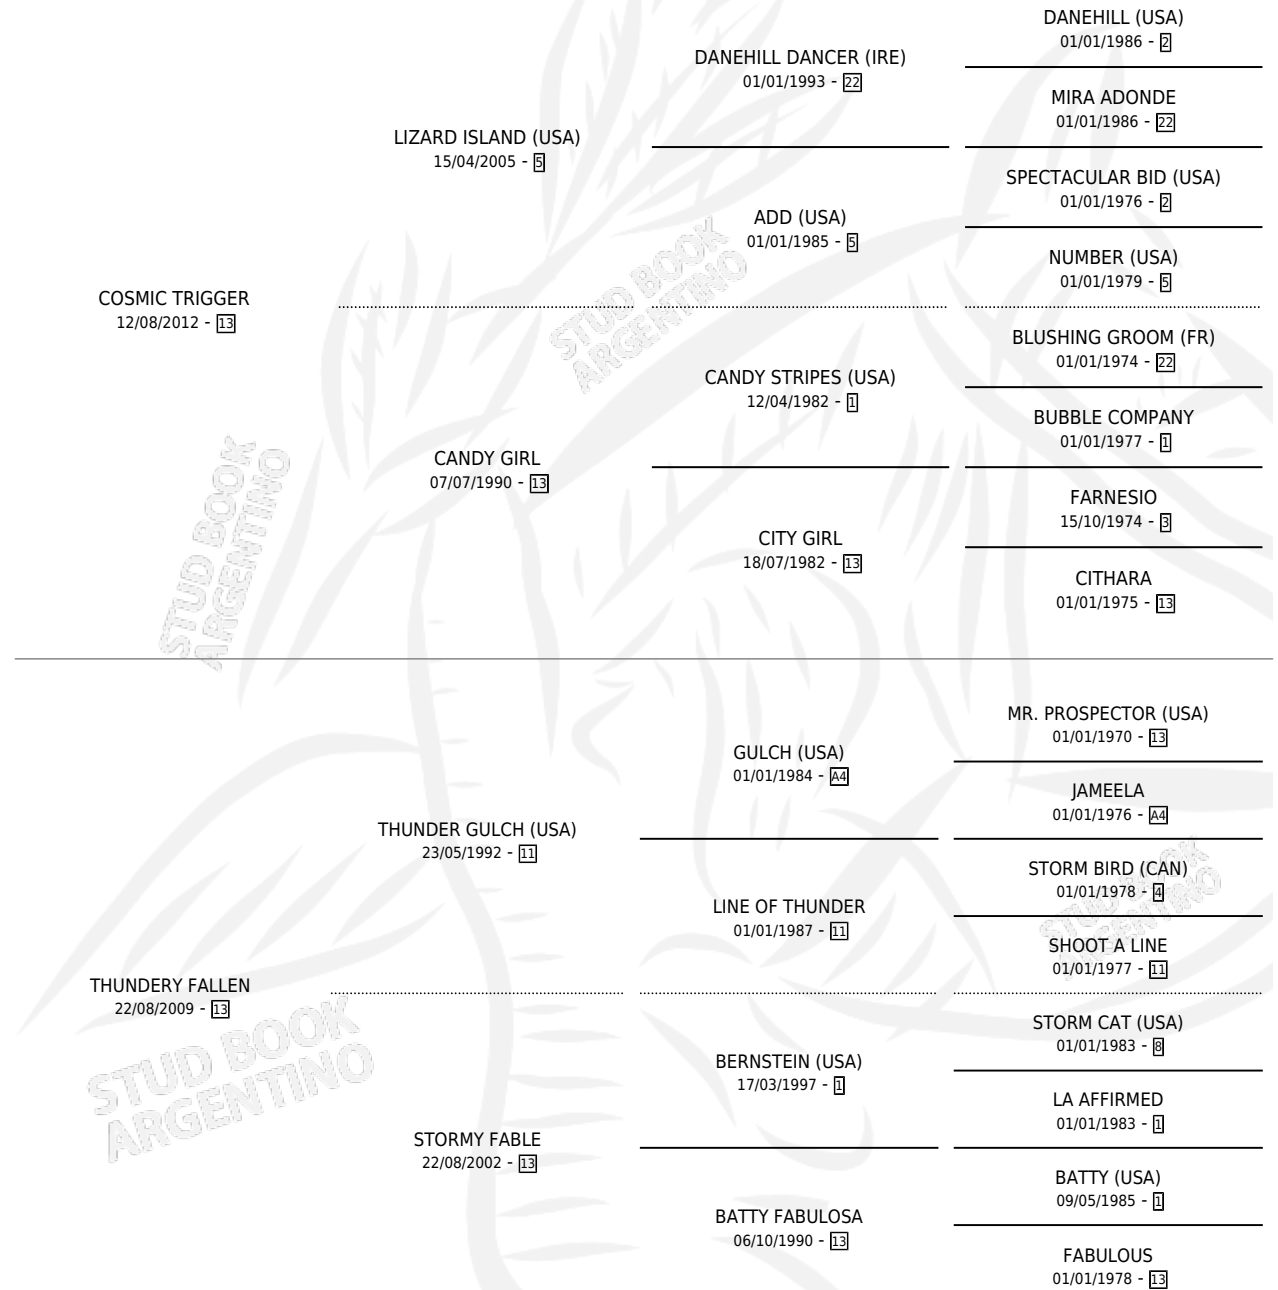 DANEHILL (USA)
01/01/1986 - 2
DANEHILL DANCER (IRE)
01/01/1993 - 22
MIRA ADONDE
01/01/1986 - 22
LIZARD ISLAND (USA)
15/04/2005 - 5
SPECTACULAR BID (USA)
01/01/1976 - 2
ADD (USA)
01/01/1985 - 5
NUMBER (USA)
01/01/1979 - 5
COSMIC TRIGGER
12/08/2012 - 13
STUD BOOK
ARGENTINO
BLUSHING GROOM (FR)
01/01/1974 - 22
CANDY STRIPES (USA)
12/04/1982 - 1
BUBBLE COMPANY
01/01/1977 - 1
CANDY GIRL
07/07/1990 - 13
FARNESIO
15/10/1974 - 3
CITY GIRL
18/07/1982 - 13
CITHARA
01/01/1975 - 13
STUD BOOK
ARGENTINO
MR. PROSPECTOR (USA)
01/01/1970 - 13
GULCH (USA)
01/01/1984 - A4
JAMEELA
01/01/1976 - A4
THUNDER GULCH (USA)
23/05/1992 - 11
STORM BIRD (CAN)
01/01/1978 - 4
LINE OF THUNDER
01/01/1987 - 11
SHOOT A LINE
01/01/1977 - 11
STUD BOOK
ARGENTINO
THUNDERY FALLEN
22/08/2009 - 13
STUD BOOK
ARGENTINO
STORM CAT (USA)
01/01/1983 - 8
BERNSTEIN (USA)
17/03/1997 - 1
LA AFFIRMED
01/01/1983 - 1
STORMY FABLE
22/08/2002 - 13
BATTY (USA)
09/05/1985 - 1
BATTY FABULOSA
06/10/1990 - 13
FABULOUS
01/01/1978 - 13